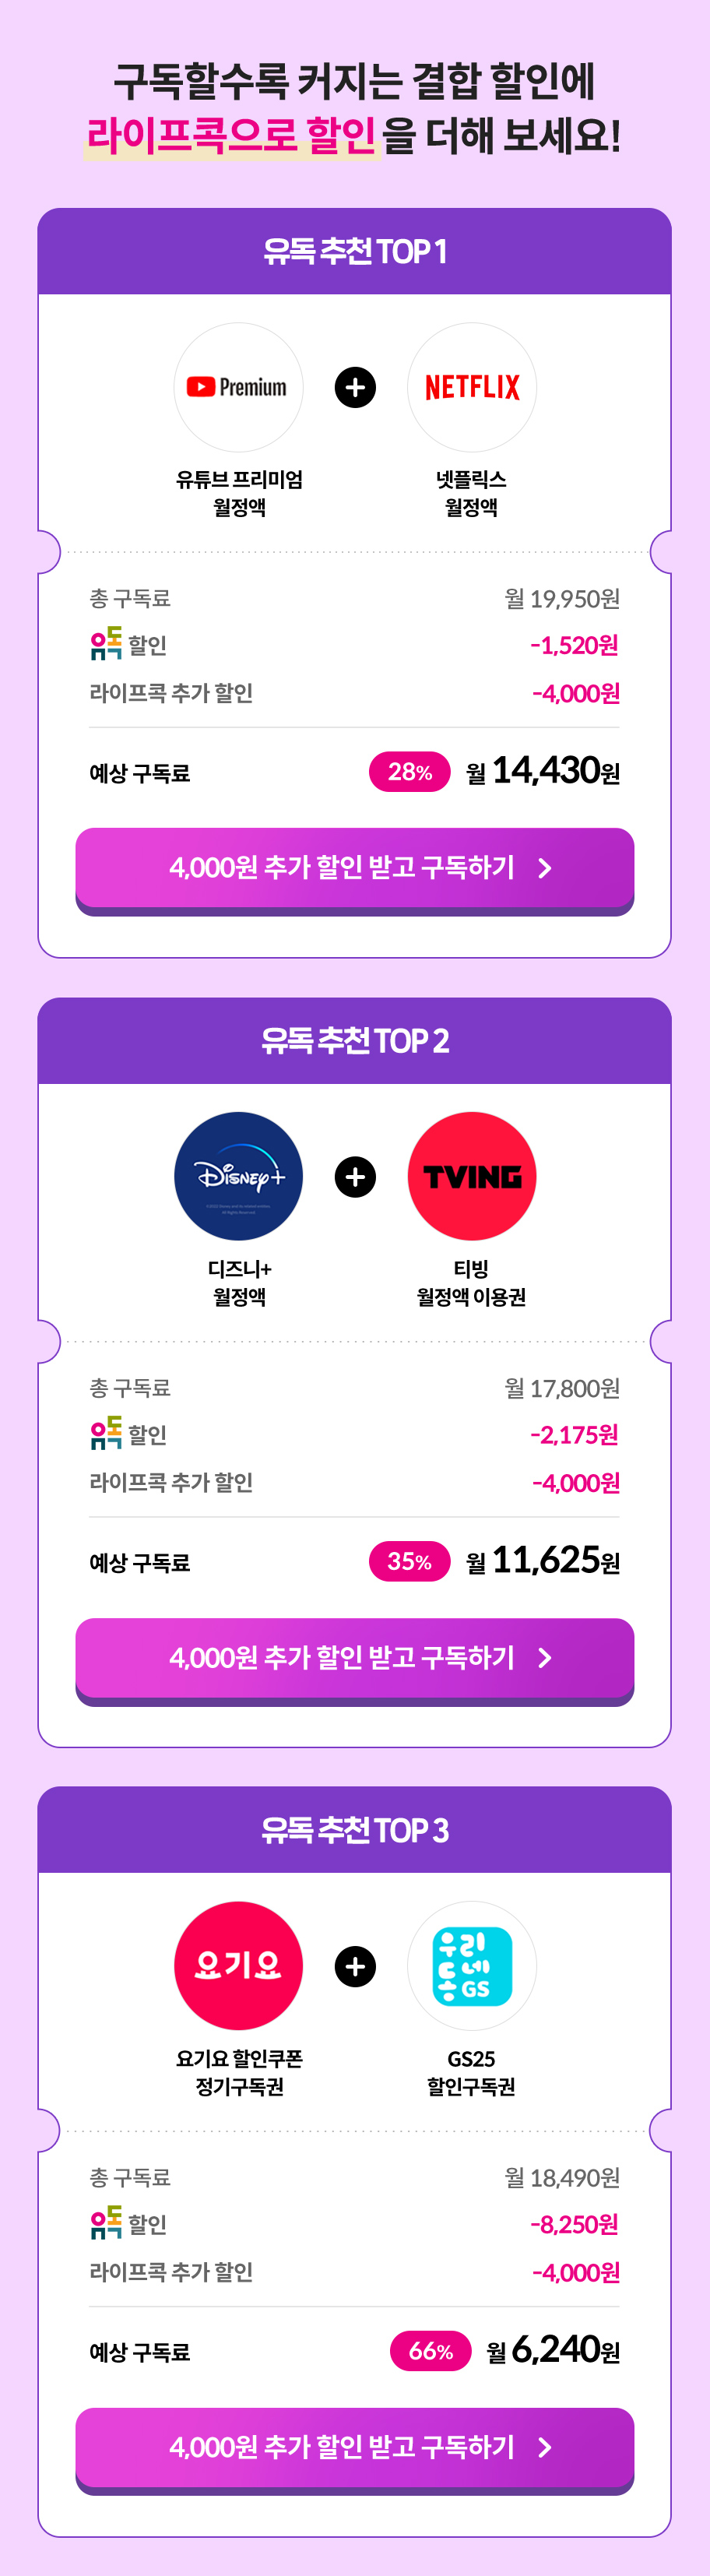 구독할수록 커지는 결합 할인에
라이프콕으로 할인을 더해 보세요!
유독 추천 TOP 1
Premium
NETFLIX
유튜브 프리미엄
월정액
넷플릭스
월정액
총 구독료 월 19,950원
유독 할인 -1,520원
라이프콕 추가 할인 -4,000원
예상 구독료 28% 월 14,430원
4,000원 추가 할인 받고 구독하기
유독 추천 TOP 2
Disney+
TVING
디즈니+
월정액
티빙
월정액 이용권
총 구독료 월 17,800원
유독 할인 -2,175원
라이프콕 추가 할인 -4,000원
예상 구독료 35% 월 11,625원
4,000원 추가 할인 받고 구독하기
유독 추천 TOP 3
요기요
우리
동네
GS
요기요 할인쿠폰
정기구독권
GS25
할인구독권
총 구독료 월 18,490원
유독 할인 -8,250원
라이프콕 추가 할인 -4,000원
예상 구독료 66% 월 6,240원
4,000원 추가 할인 받고 구독하기